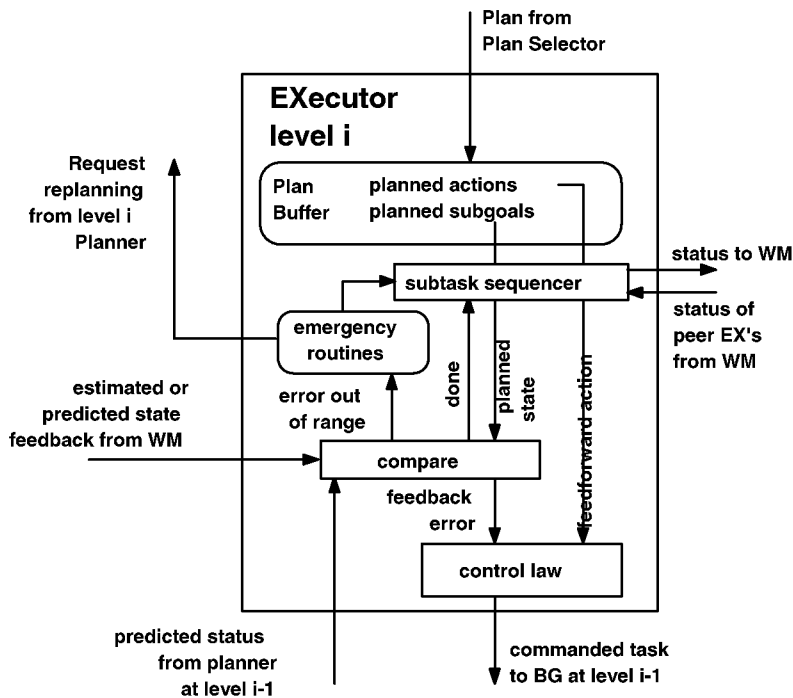 Plan from
Plan Selector
EXecutor
level i
Request
replanning
from level i
Planner
Plan planned actions
Buffer planned subgoals
status to WM
subtask sequencer
status of
peer EX's
from WM
emergency
routines
estimated or
predicted state
feedback from WM
error out
of range
done
planned
state
feedforward action
compare
feedback
error
control law
predicted status
from planner
at level i-1
commanded task
to BG at level i-1